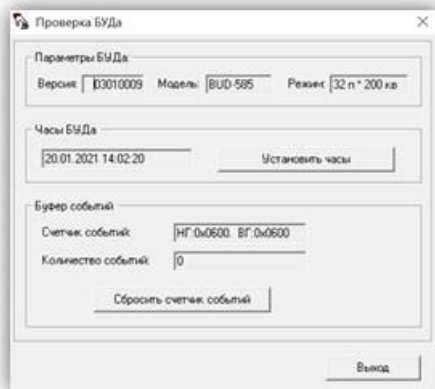 Проверка БУДа
Параметры БУДа:
Версия: 03010009 Модель: BUD-585 Режим: 32 п * 200 кв
Часы БУДа
20.01.2021 14:02:20 Установить часы
Буфер событий
Счетчик событий: НГ:0x0600. ВГ:0x0600
Количество событий: 0
Сбросить счетчик событий
Выход